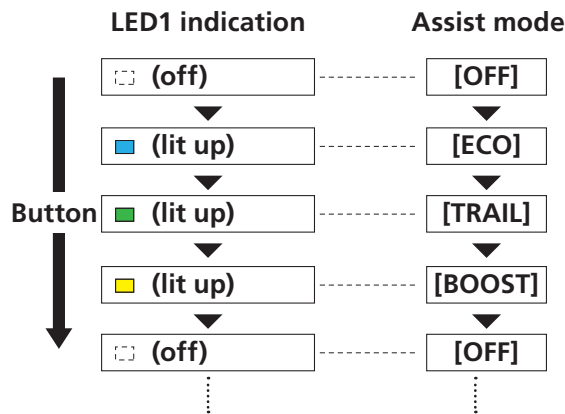 LED1 indication Assist mode
(off) [OFF]
(lit up) [ECO]
Button (lit up) [TRAIL]
(lit up) [BOOST]
(off) [OFF]